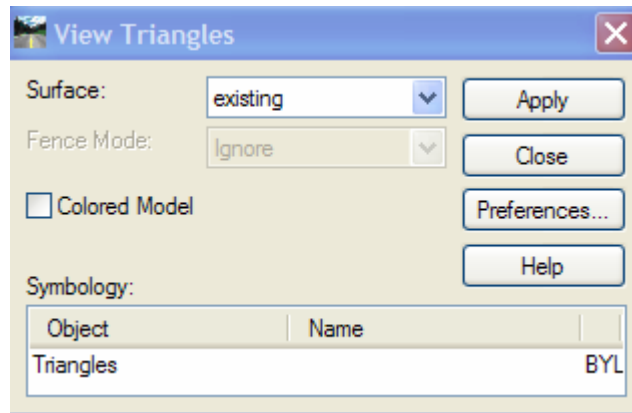 View Triangles
Surface:
existing
Apply
Fence Mode:
Ignore
Close
Colored Model
Preferences...
Help
Symbology:
Object Name
Triangles BYL